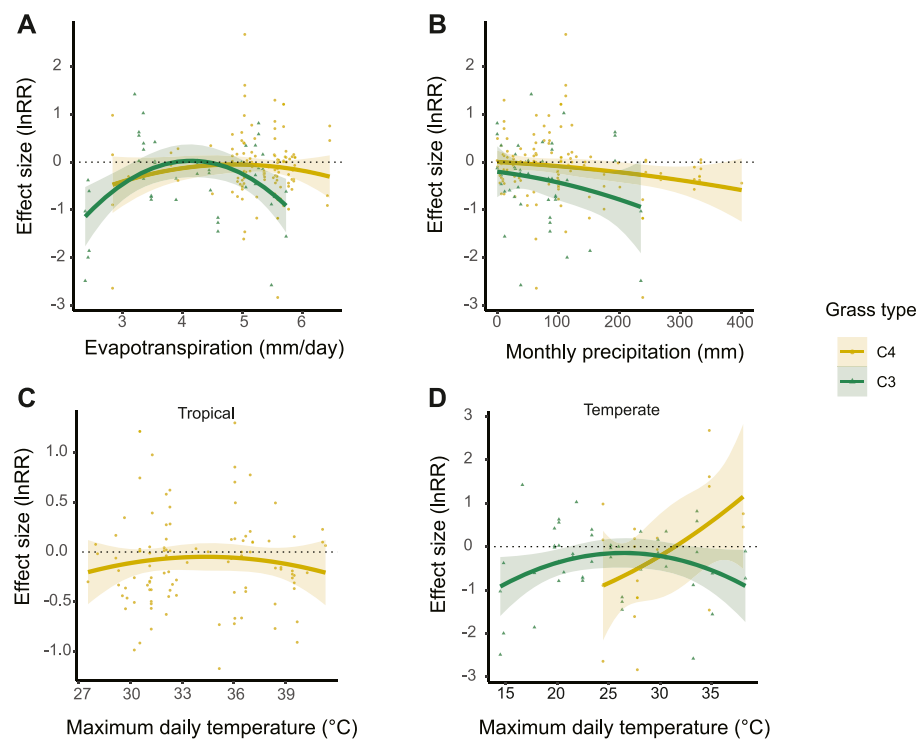 A
Effect size (lnRR)
2
1
0
-1
-2
-3
3
4
5
6
Evapotranspiration (mm/day)
B
Effect size (lnRR)
2
1
0
-1
-2
-3
0
100
200
300
400
Monthly precipitation (mm)
Grass type
C4
C3
C
Tropical
Effect size (lnRR)
1.0
0.5
0.0
-0.5
-1.0
27
30
33
36
39
Maximum daily temperature (°C)
D
Temperate
Effect size (lnRR)
3
2
1
0
-1
-2
-3
15
20
25
30
35
Maximum daily temperature (°C)